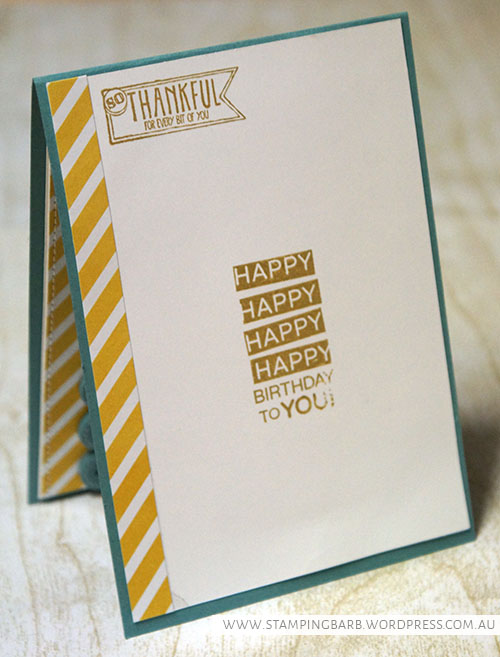 SO THANKFUL
FOR EVERY BIT OF YOU
HAPPY
HAPPY
HAPPY
HAPPY
BIRTHDAY
TO YOU!
WWW.STAMPINGBARB.WORDPRESS.COM.AU